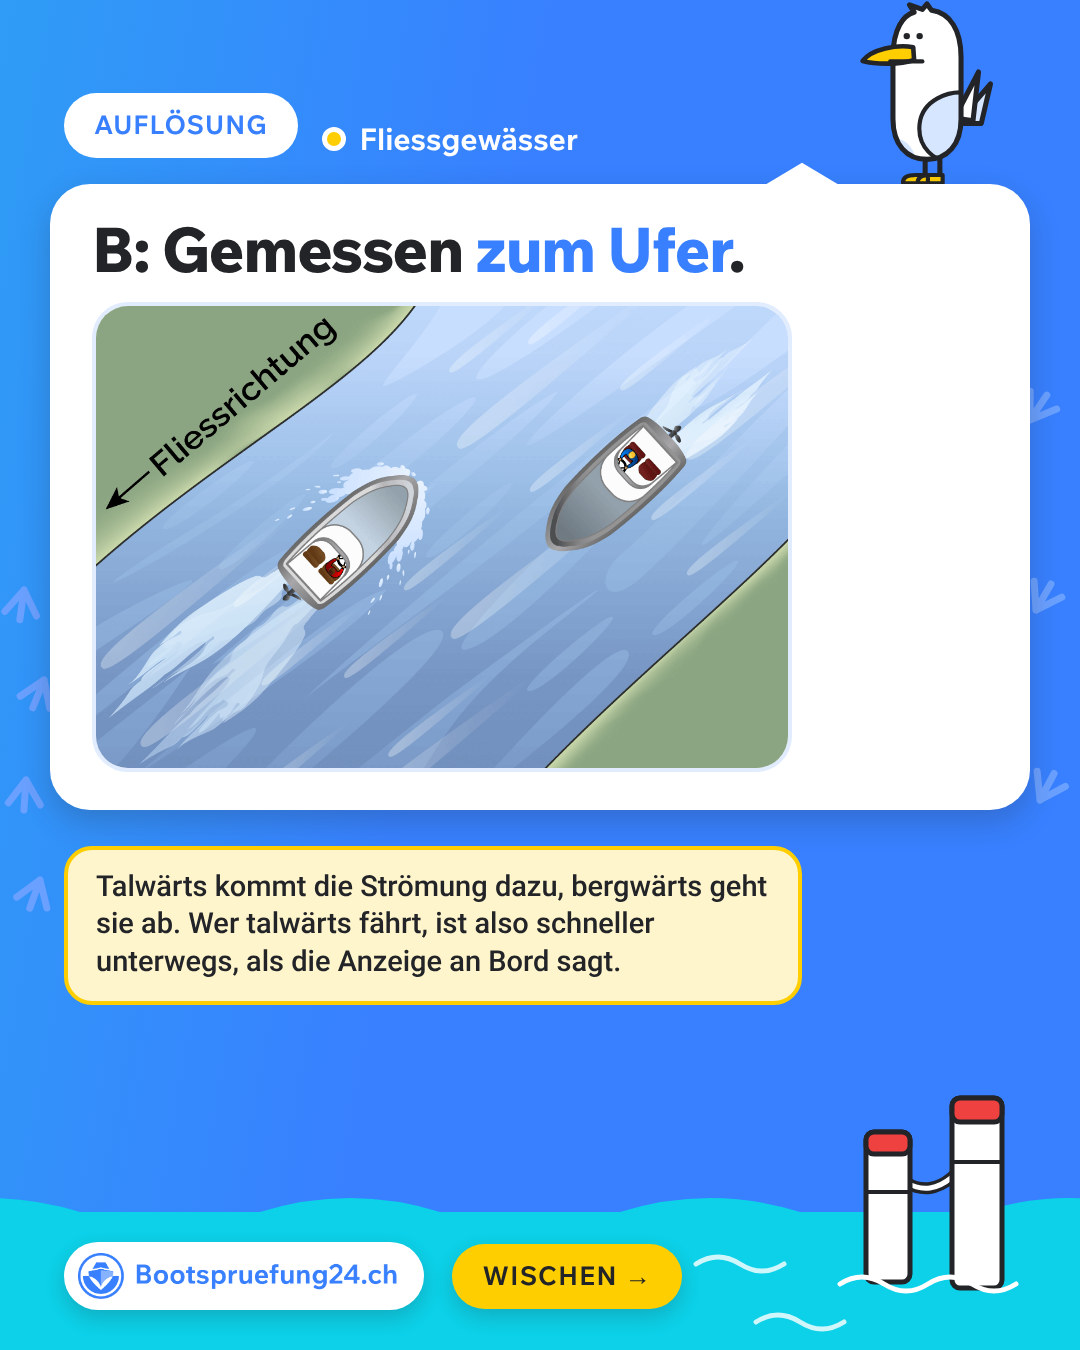 AUFLÖSUNG
Fliessgewässer
B: Gemessen zum Ufer.
Fliessrichtung
Talwärts kommt die Strömung dazu, bergwärts geht
sie ab. Wer talwärts fährt, ist also schneller
unterwegs, als die Anzeige an Bord sagt.
Bootspruefung24.ch
WISCHEN →